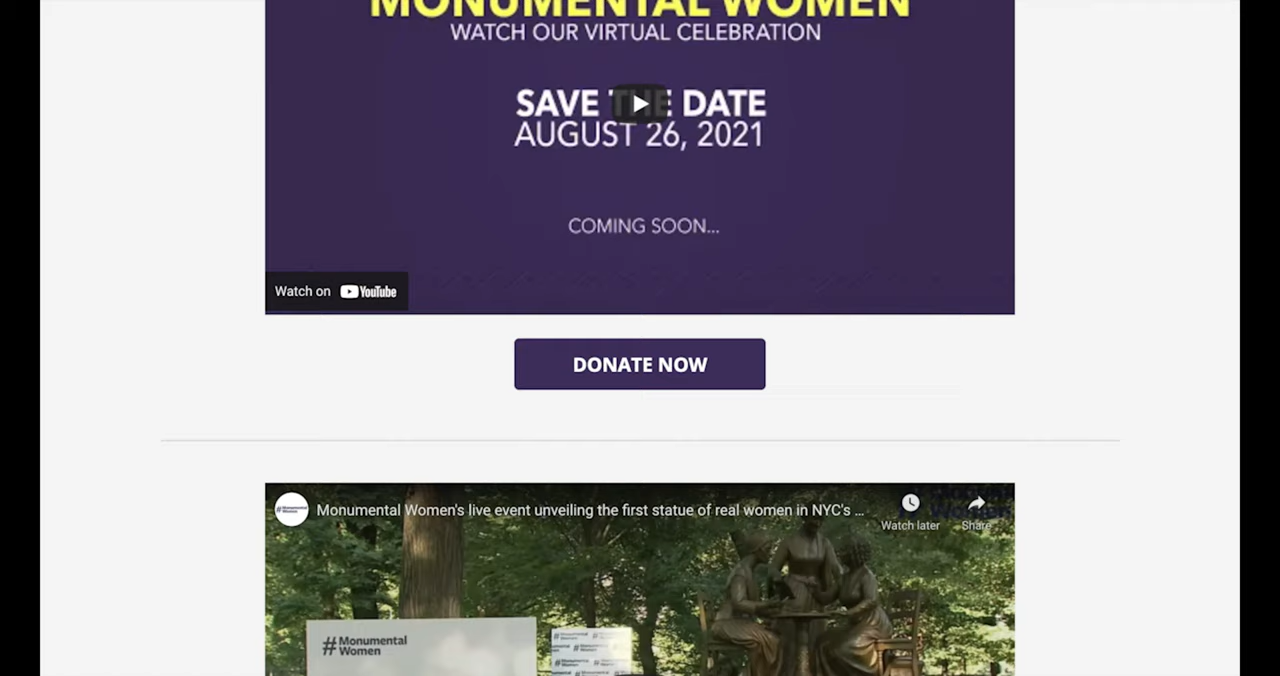 MONUMENTAL WOMEN
WATCH OUR VIRTUAL CELEBRATION
SAVE THE DATE
AUGUST 26, 2021
COMING SOON...
Watch on YouTube
DONATE NOW
Monumental Women's live event unveiling the first statue of real women in NYC's ...
Watch later
Share
#Monumental
Women